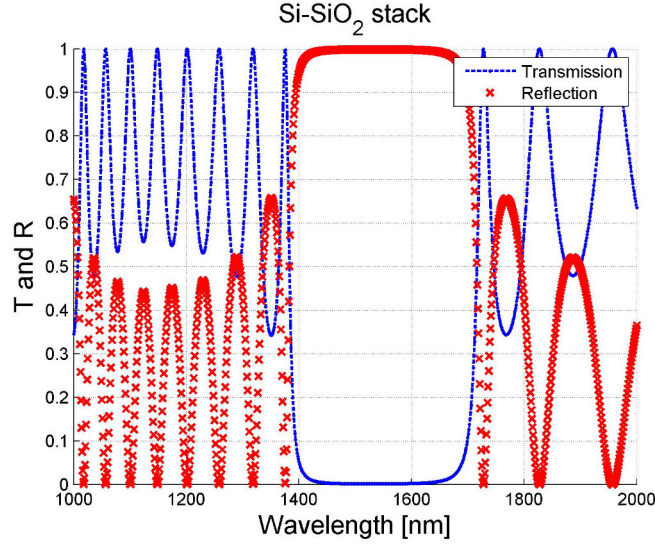 Si-SiO2 stack
T and R
1
0.9
0.8
0.7
0.6
0.5
0.4
0.3
0.2
0.1
0
Transmission
Reflection
1000 1200 1400 1600 1800 2000
Wavelength [nm]